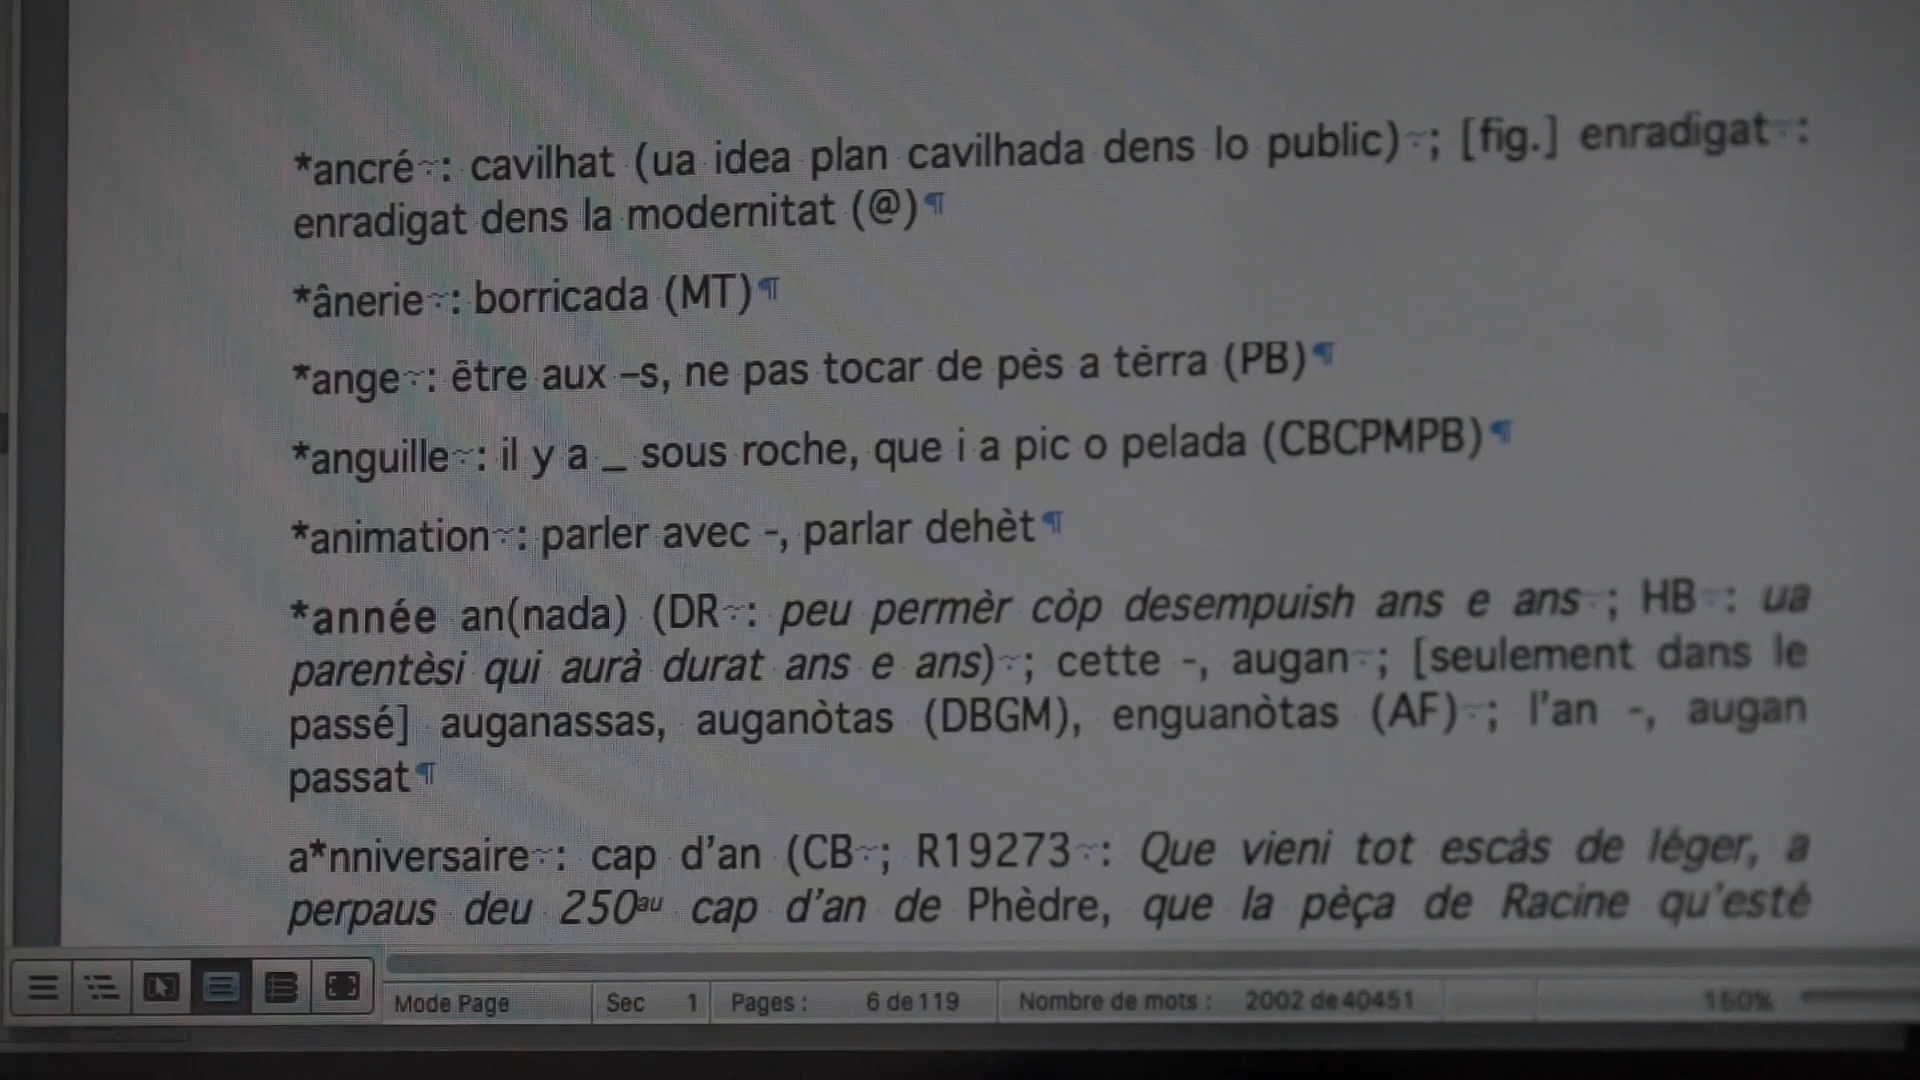 *ancré : cavilhat (ua idea plan cavilhada dens lo public) ; [fig.] enradigat :
enradigat dens la modernitat (@)¶
*ânerie : borricada (MT)¶
*ange : être aux –s, ne pas tocar de pès a tèrra (PB)¶
*anguille : il y a _ sous roche, que i a pic o pelada (CBCPMPB)¶
*animation : parler avec -, parlar dehèt¶
*année an(nada) (DR : peu permèr còp desempuish ans e ans ; HB : ua
parentèsi qui aurà durat ans e ans) ; cette -, augan ; [seulement dans le
passé] auganassas, auganòtas (DBGM), enguanòtas (AF) ; l'an -, augan
passat¶
a*nniversaire : cap d'an (CB ; R19273 : Que vieni tot escàs de léger, a
perpaus deu 250au cap d'an de Phèdre, que la pèça de Racine qu'esté
Mode Page Sec 1 Pages : 6 de 119 Nombre de mots : 2002 de 40451 150%